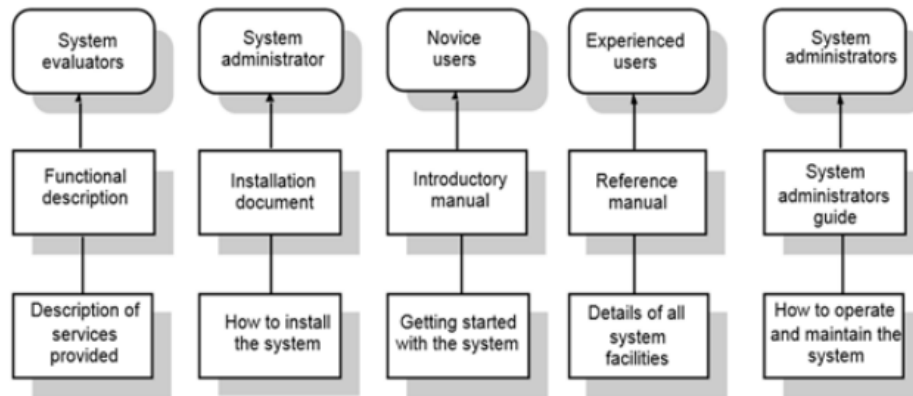 System
evaluators
System
administrator
Novice
users
Experienced
users
System
administrators
Functional
description
Installation
document
Introductory
manual
Reference
manual
System
administrators
guide
Description of
services
provided
How to install
the system
Getting started
with the system
Details of all
system
facilities
How to operate
and maintain the
system